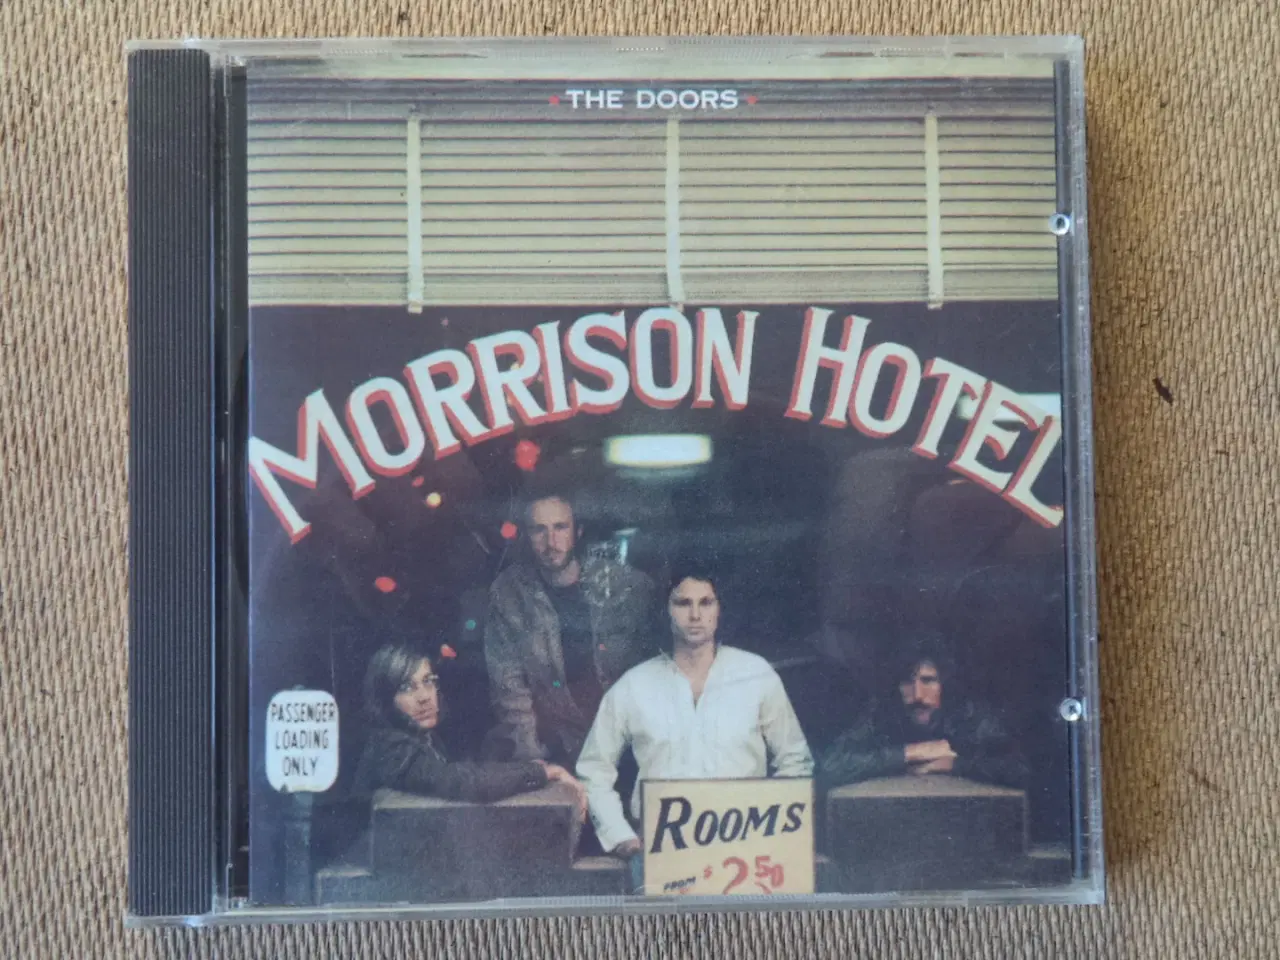 THE DOORS
MORRISON HOTEL
PASSENGER
LOADING
ONLY
ROOMS
FROM $2.50